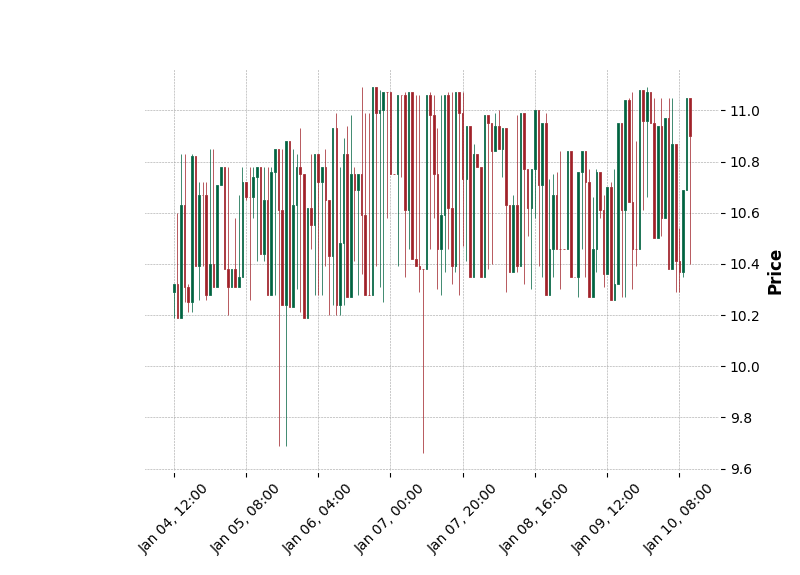 11.0
10.8
10.6
10.4
10.2
10.0
9.8
9.6
Price
Jan 04, 12:00
Jan 05, 08:00
Jan 06, 04:00
Jan 07, 00:00
Jan 07, 20:00
Jan 08, 16:00
Jan 09, 12:00
Jan 10, 08:00